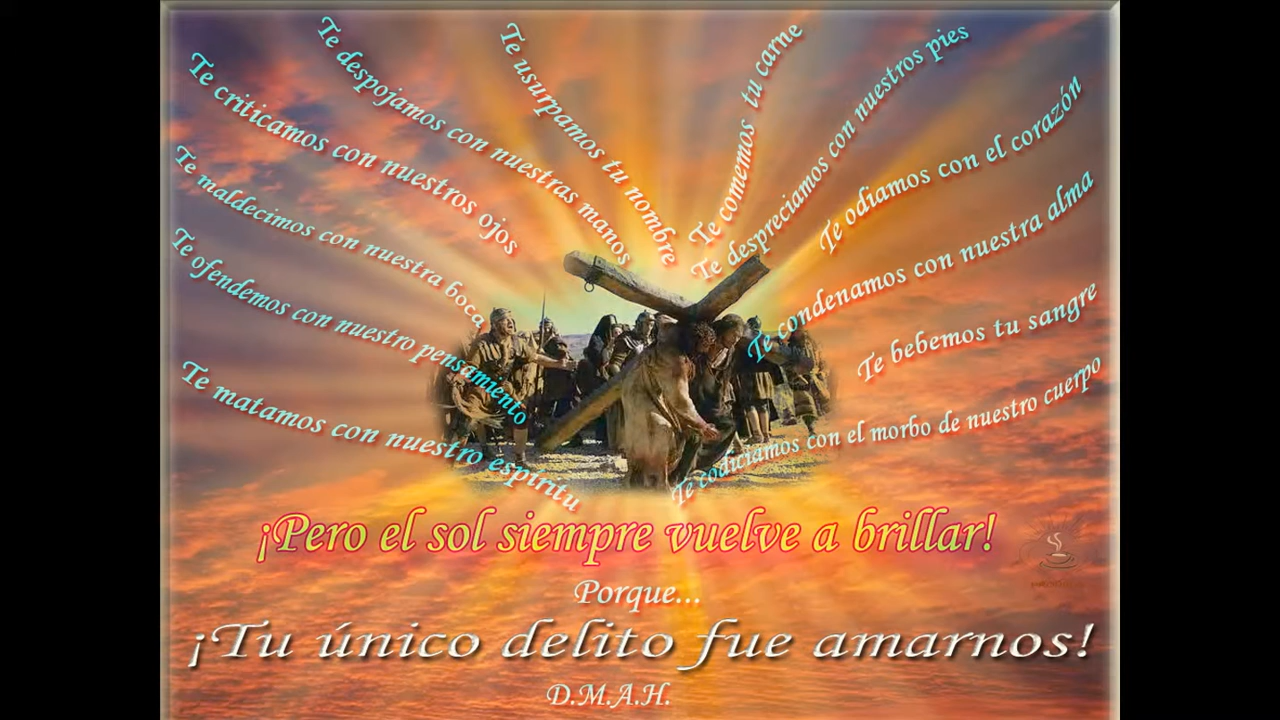 Te criticamos con nuestros ojos
Te despojamos con nuestras manos
Te usurpamos tu nombre
Te comemos tu carne
Te despreciamos con nuestros pies
Te odiamos con el corazón
Te maldecimos con nuestra boca
Te condenamos con nuestra alma
Te ofendemos con nuestro pensamiento
Te bebemos tu sangre
Te matamos con nuestro espíritu
Te codiciamos con el morbo de nuestro cuerpo
¡Pero el sol siempre vuelve a brillar!
Porque...
¡Tu único delito fue amarnos!
D.M.A.H.